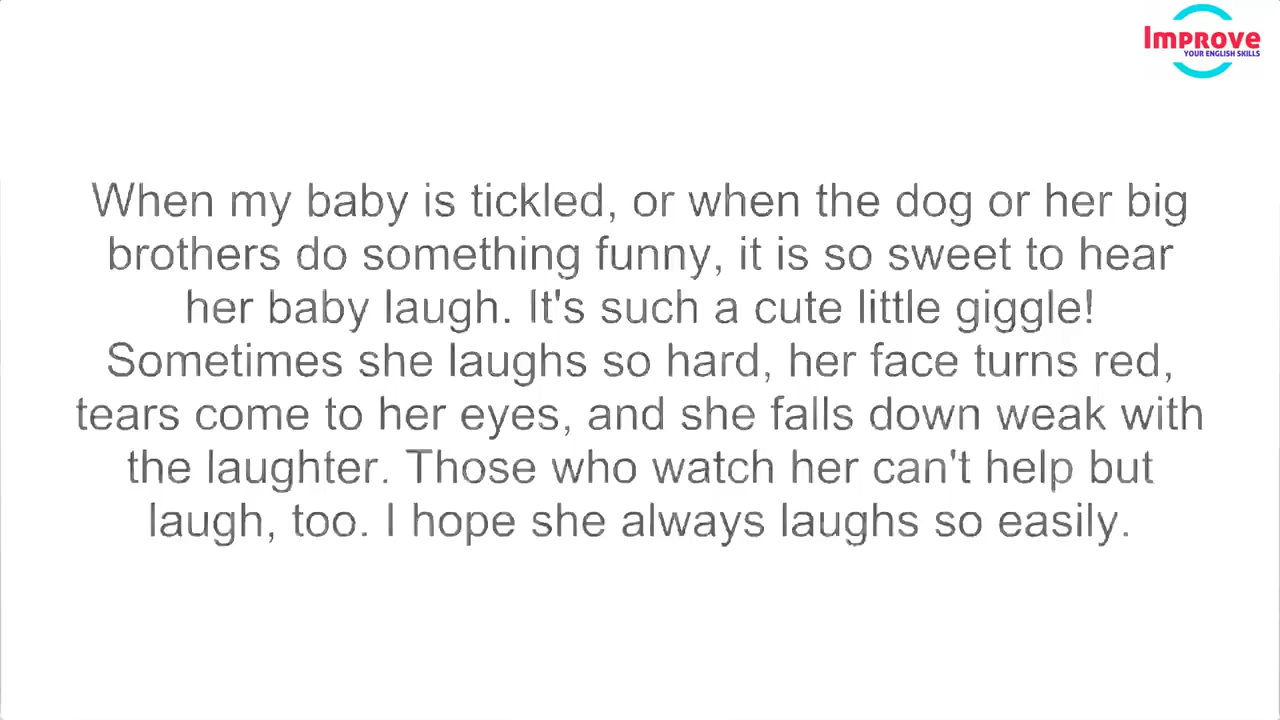 Improve
YOUR ENGLISH SKILLS
When my baby is tickled, or when the dog or her big
brothers do something funny, it is so sweet to hear
her baby laugh. It's such a cute little giggle!
Sometimes she laughs so hard, her face turns red,
tears come to her eyes, and she falls down weak with
the laughter. Those who watch her can't help but
laugh, too. I hope she always laughs so easily.